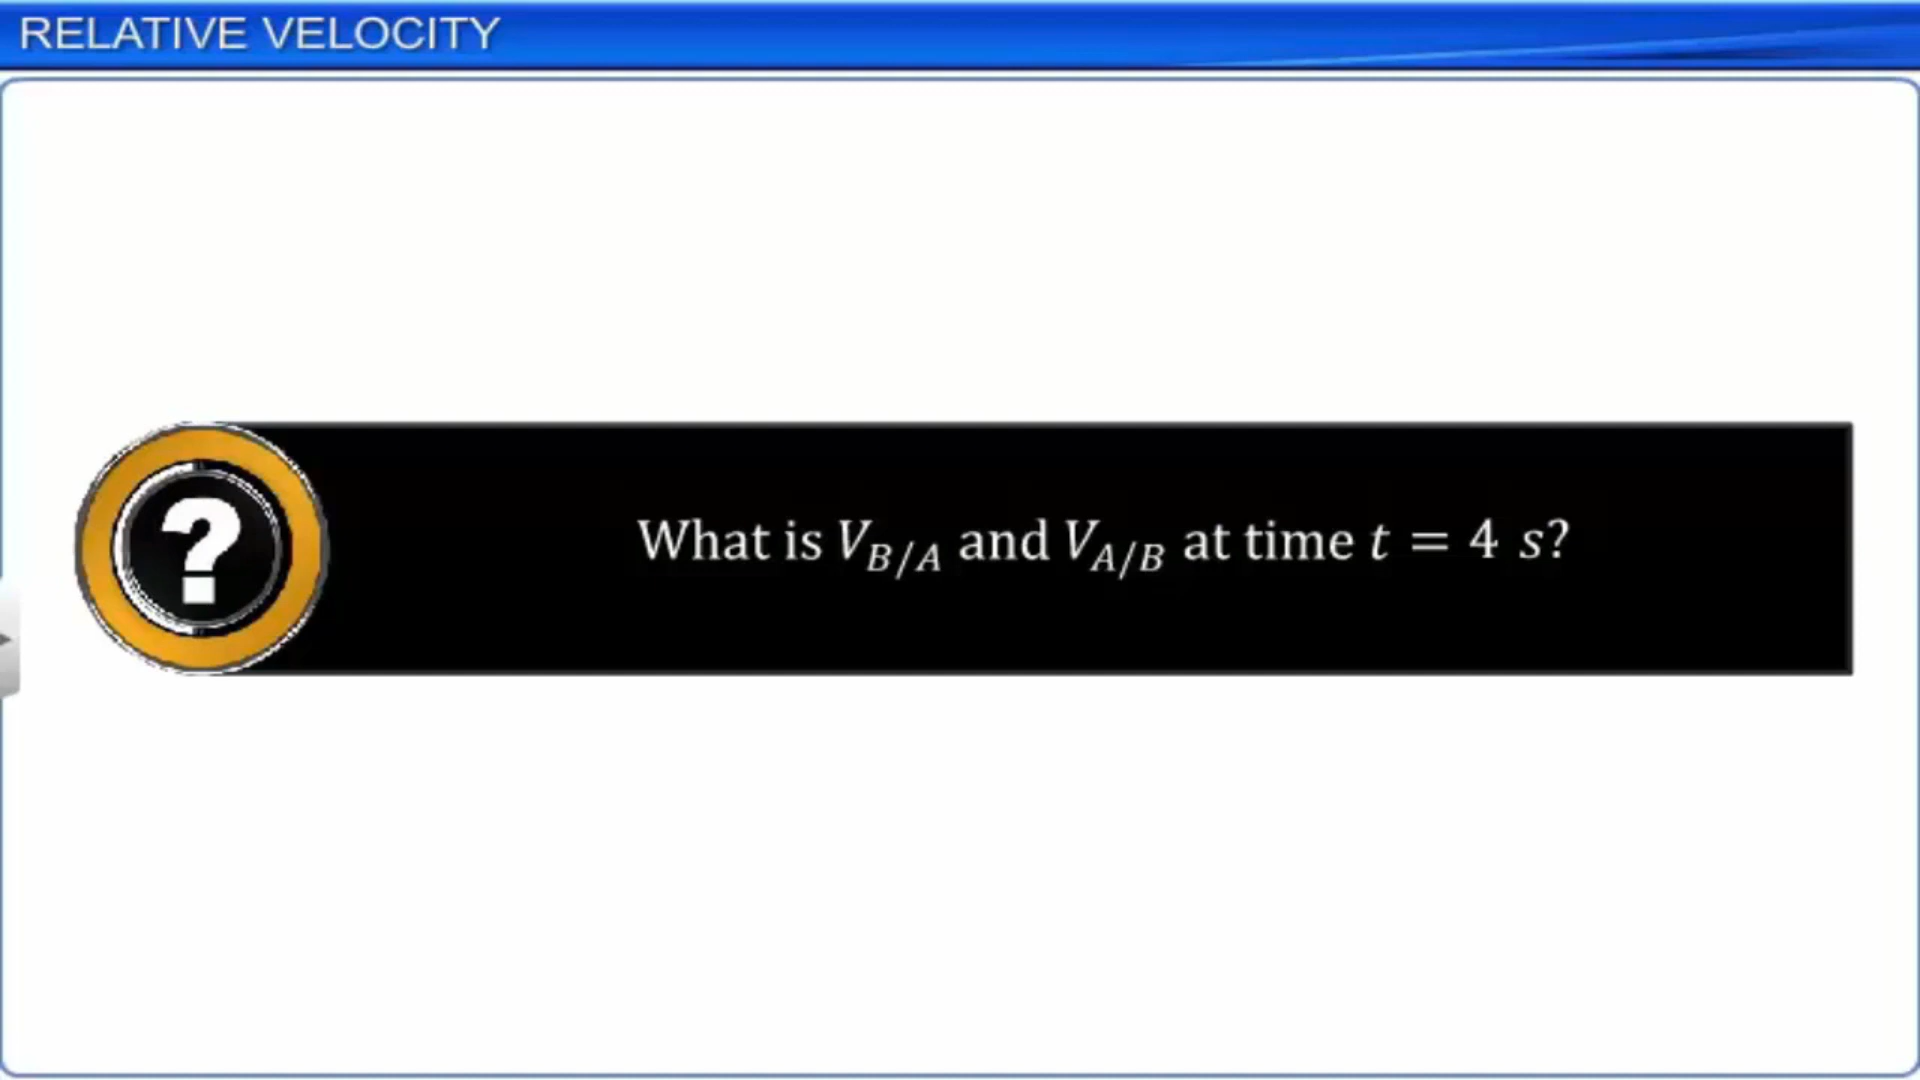 RELATIVE VELOCITY
?
What is $V_{B/A}$ and $V_{A/B}$ at time $t = 4\ s$?